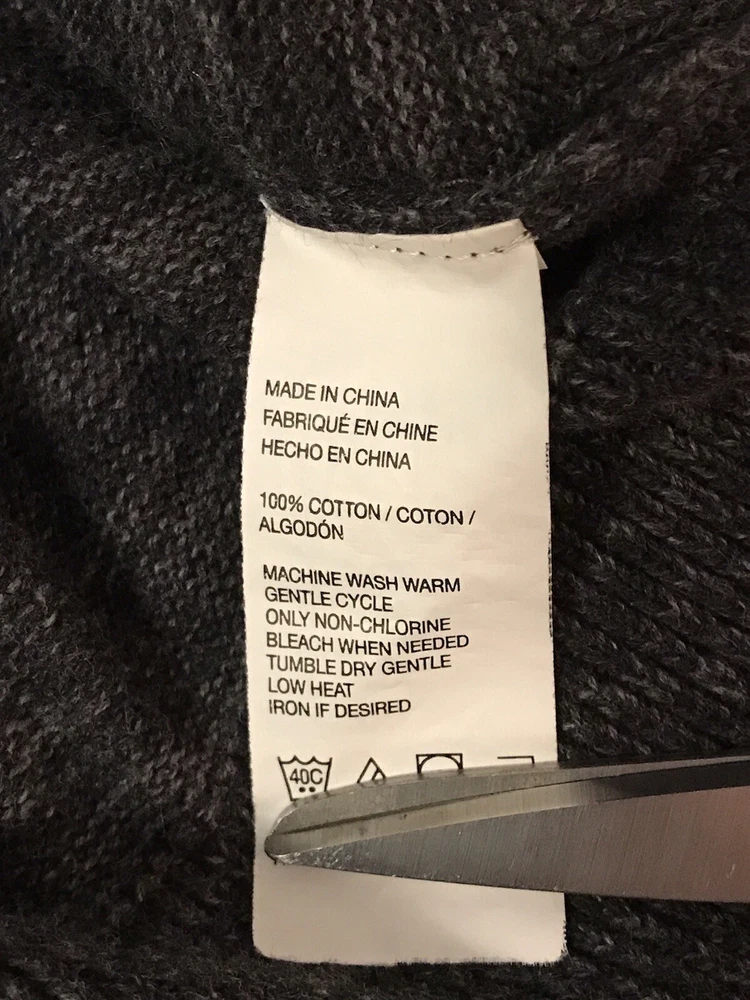 MADE IN CHINA
FABRIQUÉ EN CHINE
HECHO EN CHINA
100% COTTON / COTON /
ALGODÓN
MACHINE WASH WARM
GENTLE CYCLE
ONLY NON-CHLORINE
BLEACH WHEN NEEDED
TUMBLE DRY GENTLE
LOW HEAT
IRON IF DESIRED
40C